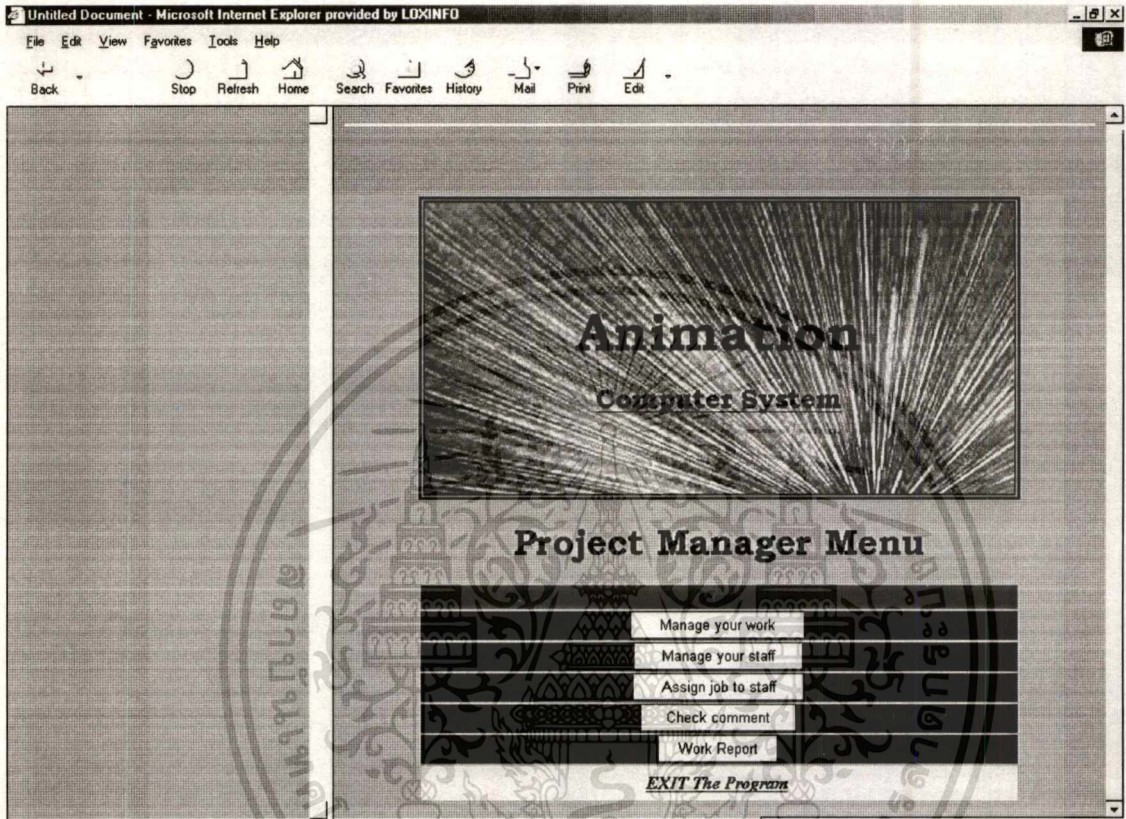 Untitled Document - Microsoft Internet Explorer provided by LOXINFO
File Edit View Favorites Tools Help
Back Stop Refresh Home Search Favorites History Mail Print Edit
Animation
Computer System
Project Manager Menu
Manage your work
Manage your staff
Assign job to staff
Check comment
Work Report
EXIT The Program